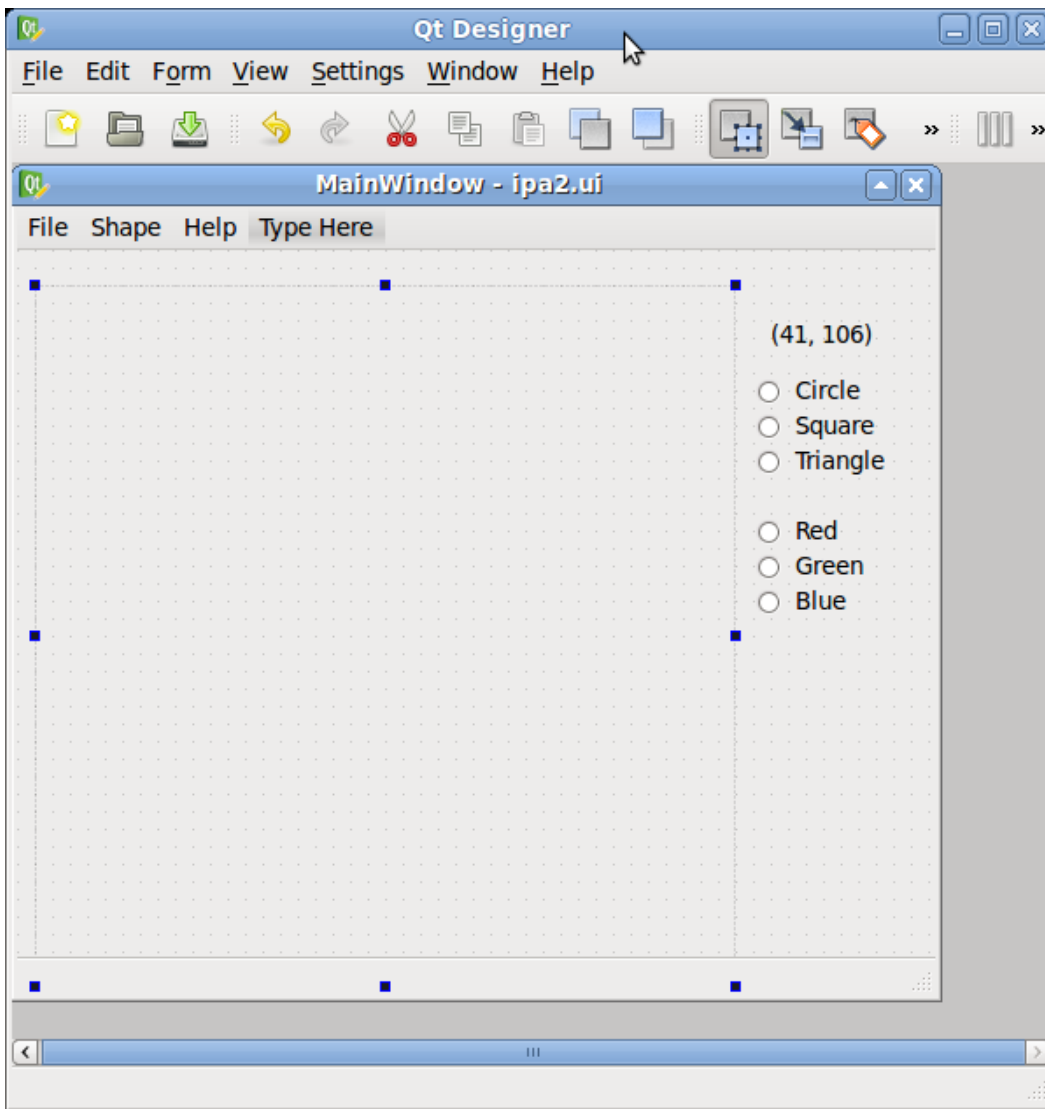 Qt Designer
File Edit Form View Settings Window Help
MainWindow - ipa2.ui
File Shape Help Type Here
(41, 106)
Circle
Square
Triangle
Red
Green
Blue